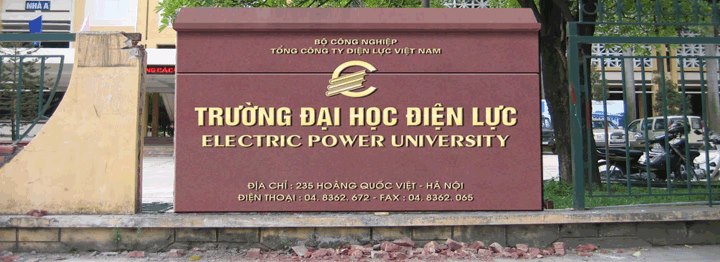 NHÀ A
BỘ CÔNG NGHIỆP
TỔNG CÔNG TY ĐIỆN LỰC VIỆT NAM
TRƯỜNG ĐẠI HỌC ĐIỆN LỰC
ELECTRIC POWER UNIVERSITY
ĐỊA CHỈ : 235 HOÀNG QUỐC VIỆT - HÀ NỘI
ĐIỆN THOẠI : 04. 8362. 672 - FAX : 04. 8362. 065